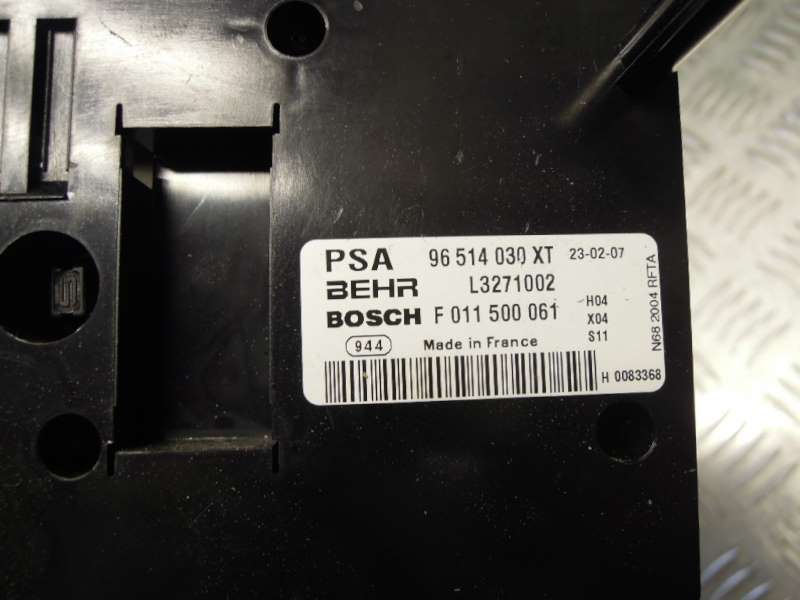 PSA 96 514 030 XT 23-02-07
BEHR L3271002
BOSCH F 011 500 061
H04
X04
S11
944 Made in France
H 0083368
N68 2004 RFTA